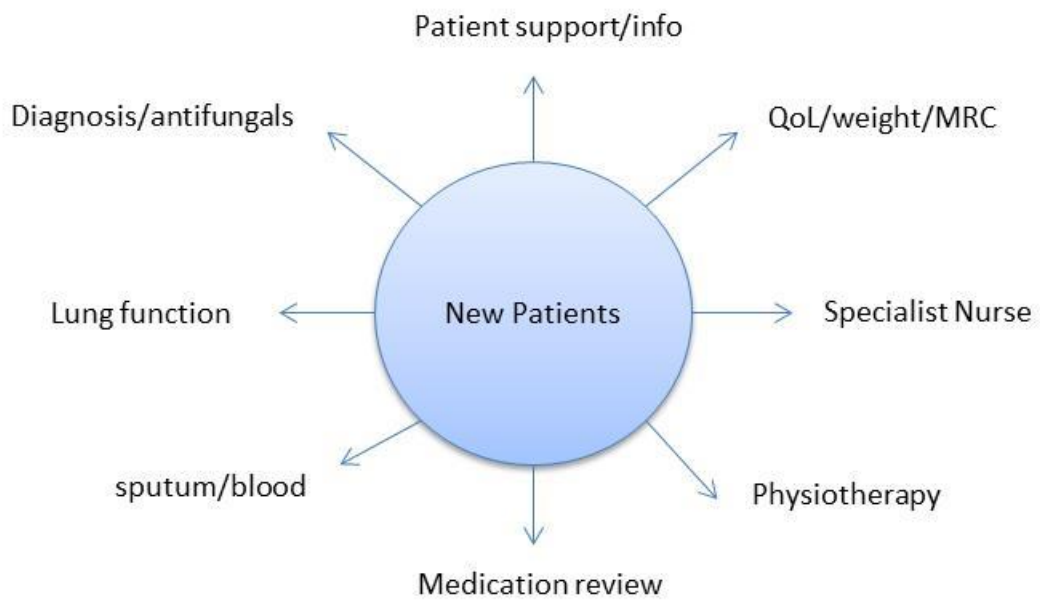 Patient support/info
Diagnosis/antifungals
QoL/weight/MRC
Lung function
New Patients
Specialist Nurse
sputum/blood
Physiotherapy
Medication review